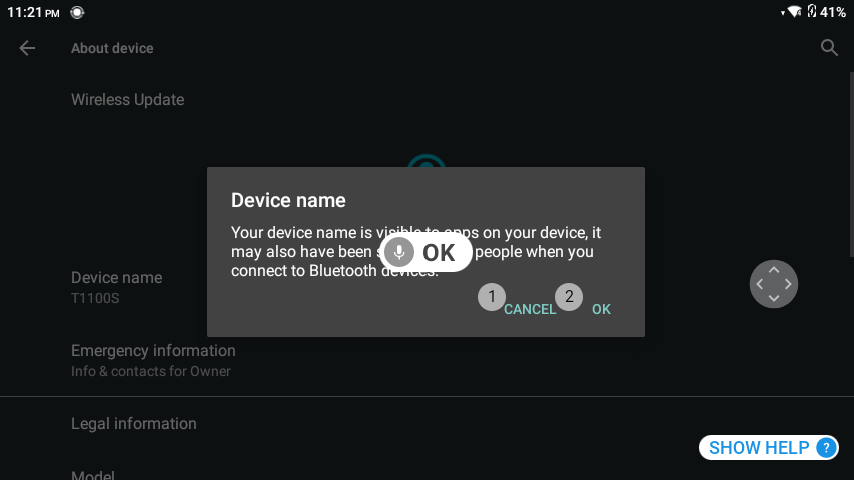 11:21 PM
41%
About device
Wireless Update
Device name
Your device name is visible to apps on your device, it
may also have been people when you
connect to Bluetooth devices.
OK
1 CANCEL 2 OK
Device name
T1100S
Emergency information
Info & contacts for Owner
Legal information
SHOW HELP ?
Model